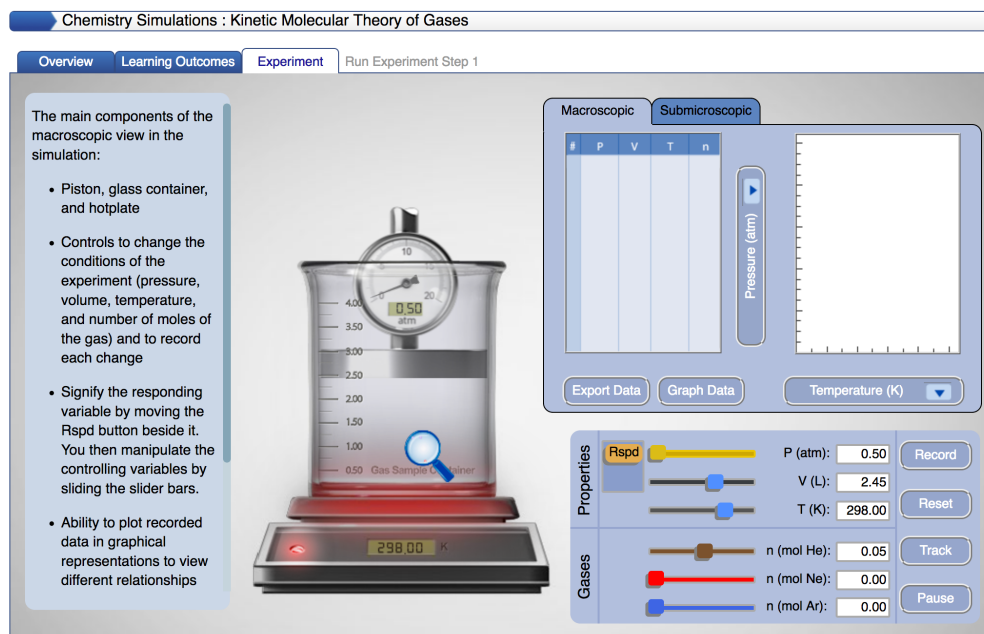 Chemistry Simulations : Kinetic Molecular Theory of Gases
Overview
Learning Outcomes
Experiment
Run Experiment Step 1
The main components of the
macroscopic view in the
simulation:
• Piston, glass container,
and hotplate
• Controls to change the
conditions of the
experiment (pressure,
volume, temperature,
and number of moles of
the gas) and to record
each change
• Signify the responding
variable by moving the
Rspd button beside it.
You then manipulate the
controlling variables by
sliding the slider bars.
• Ability to plot recorded
data in graphical
representations to view
different relationships
10
0
20
0.50
atm
4.00
3.50
3.00
2.50
2.00
1.50
1.00
0.50
Gas Sample Container
298.00 K
Macroscopic
Submicroscopic
# P V T n
Pressure (atm)
Export Data
Graph Data
Temperature (K)
Properties
Rspd
P (atm): 0.50
V (L): 2.45
T (K): 298.00
Gases
n (mol He): 0.05
n (mol Ne): 0.00
n (mol Ar): 0.00
Record
Reset
Track
Pause